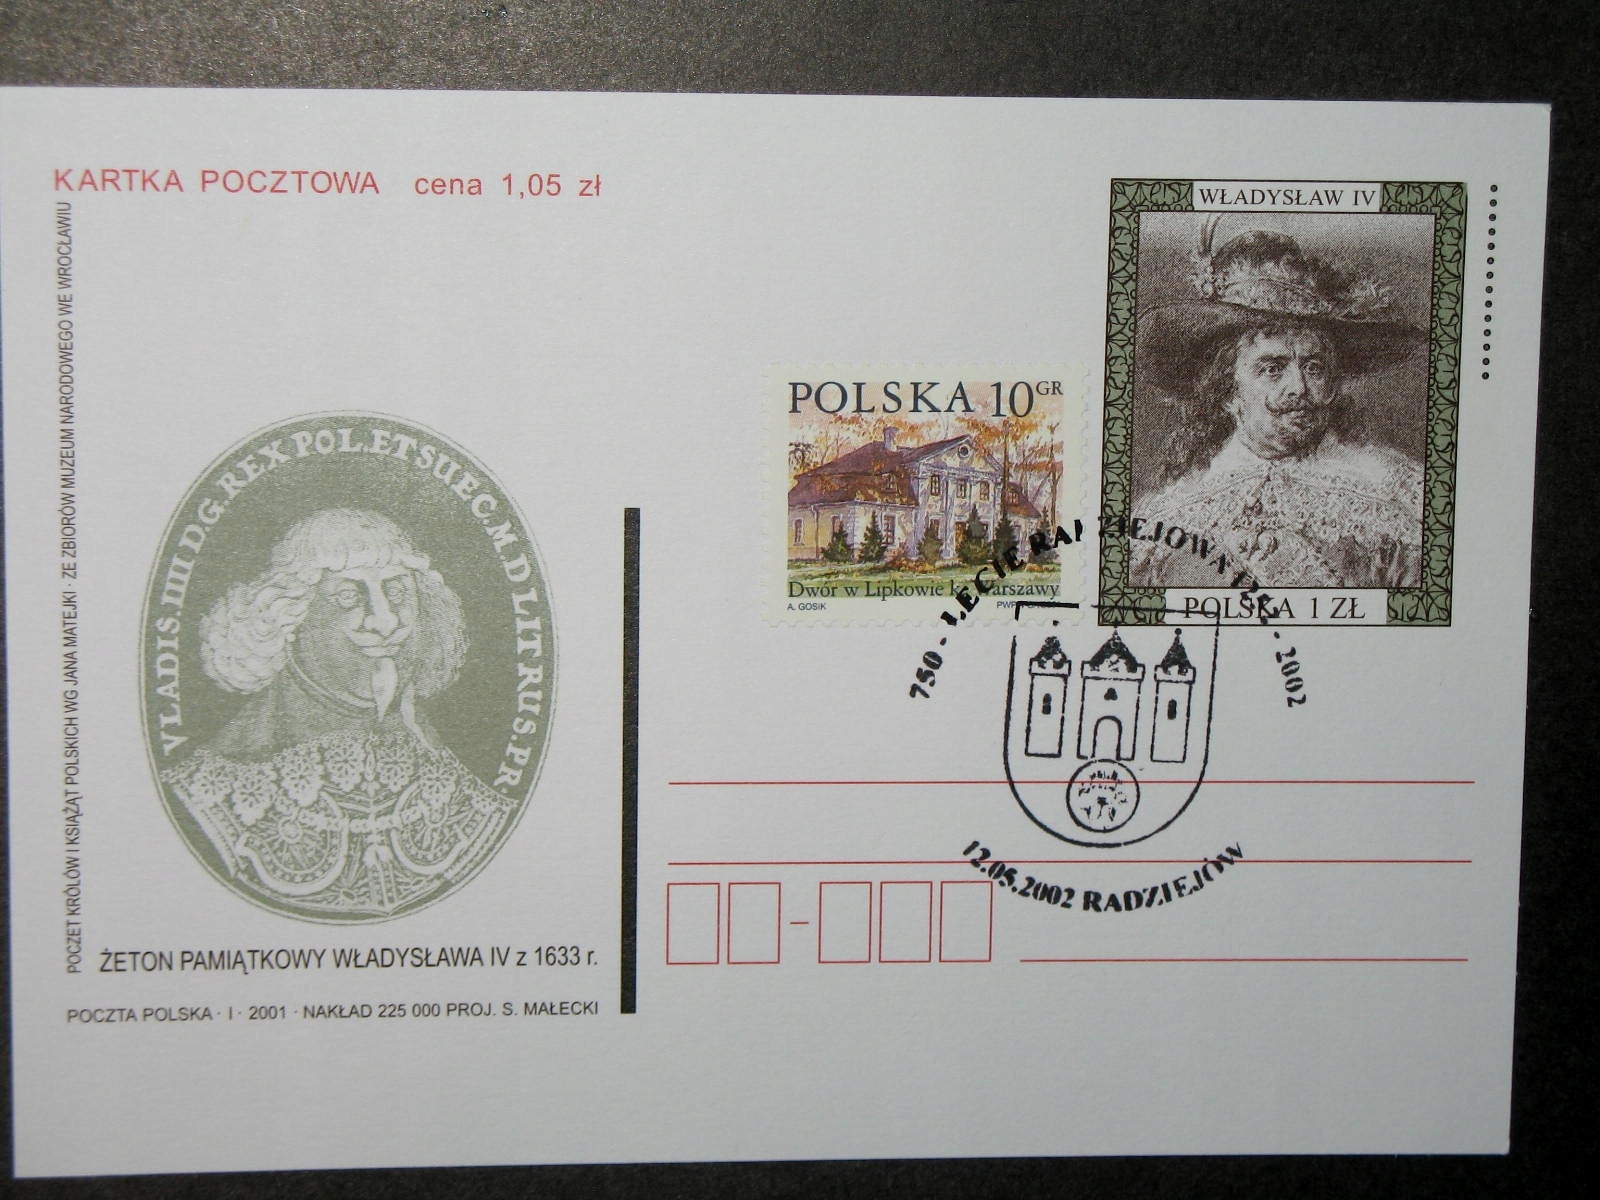 KARTKA POCZTOWA cena 1,05 zł
POCZET KRÓLÓW I KSIĄŻĄT POLSKICH WG JANA MATEJKI · ZE ZBIORÓW MUZEUM NARODOWEGO WE WROCŁAWIU
VLADIS. IIII D.G. REX POL. ET SUEC. M. D LIT RUS. PR
ŻETON PAMIĄTKOWY WŁADYSŁAWA IV z 1633 r.
POCZTA POLSKA · I · 2001 · NAKŁAD 225 000 PROJ. S. MAŁECKI
POLSKA 10 GR
Dwór w Lipkowie k. Warszawy
A. GOSIK
WŁADYSŁAW IV
POLSKA 1 ZŁ
750 - LECIE RADZIEJOWA - 2002
12.05.2002 RADZIEJÓW